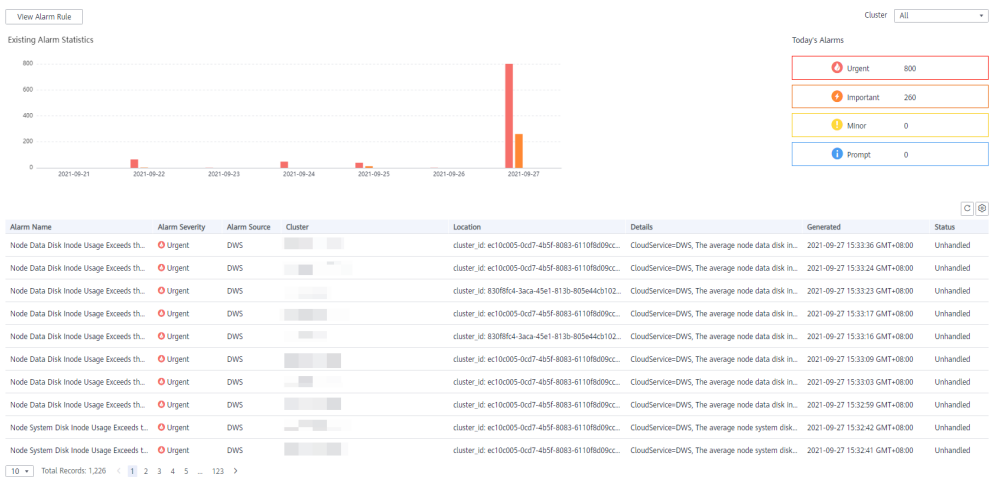 View Alarm Rule
Cluster All
Existing Alarm Statistics
Today's Alarms
800
600
400
200
0
2021-09-21 2021-09-22 2021-09-23 2021-09-24 2021-09-25 2021-09-26 2021-09-27
Urgent 800
Important 260
Minor 0
Prompt 0
Alarm Name Alarm Severity Alarm Source Cluster Location Details Generated Status
Node Data Disk Inode Usage Exceeds th... Urgent DWS cluster_id: ec10c005-0cd7-4b5f-8083-6110f8d09cc... CloudService=DWS, The average node data disk in... 2021-09-27 15:33:36 GMT+08:00 Unhandled
Node Data Disk Inode Usage Exceeds th... Urgent DWS cluster_id: ec10c005-0cd7-4b5f-8083-6110f8d09cc... CloudService=DWS, The average node data disk in... 2021-09-27 15:33:24 GMT+08:00 Unhandled
Node Data Disk Inode Usage Exceeds th... Urgent DWS cluster_id: 830f8fc4-3aca-45e1-813b-805e44cb102... CloudService=DWS, The average node data disk in... 2021-09-27 15:33:23 GMT+08:00 Unhandled
Node Data Disk Inode Usage Exceeds th... Urgent DWS cluster_id: ec10c005-0cd7-4b5f-8083-6110f8d09cc... CloudService=DWS, The average node data disk in... 2021-09-27 15:33:17 GMT+08:00 Unhandled
Node Data Disk Inode Usage Exceeds th... Urgent DWS cluster_id: 830f8fc4-3aca-45e1-813b-805e44cb102... CloudService=DWS, The average node data disk in... 2021-09-27 15:33:16 GMT+08:00 Unhandled
Node Data Disk Inode Usage Exceeds th... Urgent DWS cluster_id: ec10c005-0cd7-4b5f-8083-6110f8d09cc... CloudService=DWS, The average node data disk in... 2021-09-27 15:33:09 GMT+08:00 Unhandled
Node Data Disk Inode Usage Exceeds th... Urgent DWS cluster_id: ec10c005-0cd7-4b5f-8083-6110f8d09cc... CloudService=DWS, The average node data disk in... 2021-09-27 15:33:03 GMT+08:00 Unhandled
Node Data Disk Inode Usage Exceeds th... Urgent DWS cluster_id: ec10c005-0cd7-4b5f-8083-6110f8d09cc... CloudService=DWS, The average node data disk in... 2021-09-27 15:32:59 GMT+08:00 Unhandled
Node System Disk Inode Usage Exceeds t... Urgent DWS cluster_id: ec10c005-0cd7-4b5f-8083-6110f8d09cc... CloudService=DWS, The average node system disk... 2021-09-27 15:32:42 GMT+08:00 Unhandled
Node System Disk Inode Usage Exceeds t... Urgent DWS cluster_id: ec10c005-0cd7-4b5f-8083-6110f8d09cc... CloudService=DWS, The average node system disk... 2021-09-27 15:32:41 GMT+08:00 Unhandled
10 Total Records: 1,226 < 1 2 3 4 5 ... 123 >